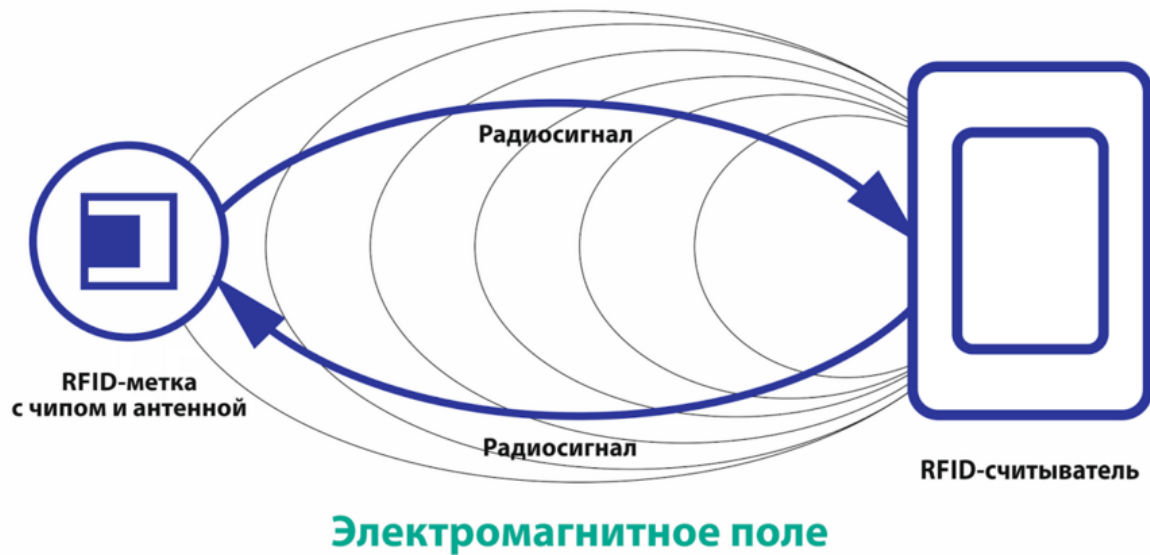 Радиосигнал
RFID-метка
с чипом и антенной
Радиосигнал
RFID-считыватель
Электромагнитное поле